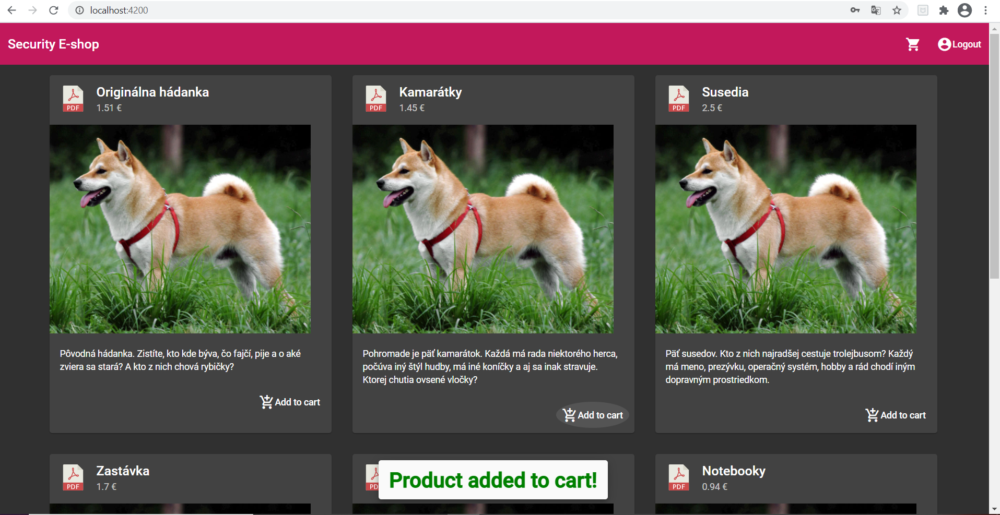 localhost:4200
Security E-shop
Logout
PDF
Originálna hádanka
1.51 €
Pôvodná hádanka. Zistíte, kto kde býva, čo fajčí, pije a o aké
zviera sa stará? A kto z nich chová rybičky?
Add to cart
PDF
Kamarátky
1.45 €
Pohromade je päť kamarátok. Každá má rada niektorého herca,
počúva iný štýl hudby, má iné koníčky a aj sa inak stravuje.
Ktorej chutia ovsené vločky?
Add to cart
PDF
Susedia
2.5 €
Päť susedov. Kto z nich najradšej cestuje trolejbusom? Každý
má meno, prezývku, operačný systém, hobby a rád chodí iným
dopravným prostriedkom.
Add to cart
PDF
Zastávka
1.7 €
PD
Product added to cart!
PDF
Notebooky
0.94 €